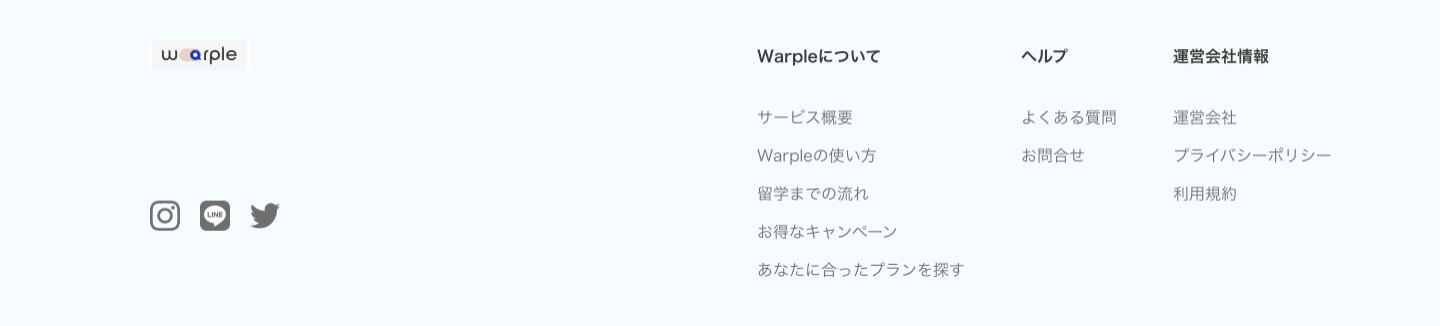 warple
Warpleについて
サービス概要
Warpleの使い方
留学までの流れ
お得なキャンペーン
あなたに合ったプランを探す
ヘルプ
よくある質問
お問合せ
運営会社情報
運営会社
プライバシーポリシー
利用規約
LINE